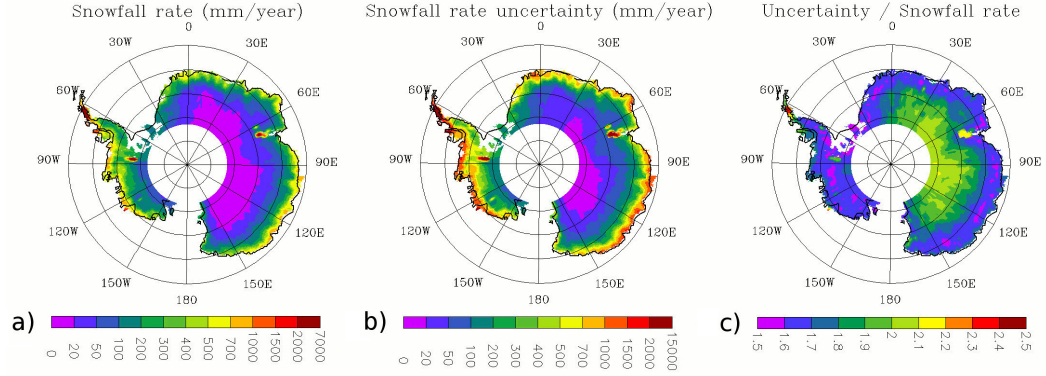 Snowfall rate (mm/year)
0
30W
30E
60W
60E
90W
90E
120W
120E
150W
150E
180
a)
0
20
50
100
200
300
400
500
700
1000
1500
2000
7000
Snowfall rate uncertainty (mm/year)
0
30W
30E
60W
60E
90W
90E
120W
120E
150W
150E
180
b)
0
20
50
100
200
300
400
500
700
1000
1500
2000
15000
Uncertainty / Snowfall rate
0
30W
30E
60W
60E
90W
90E
120W
120E
150W
150E
180
c)
1.5
1.6
1.7
1.8
1.9
2
2.1
2.2
2.3
2.4
2.5